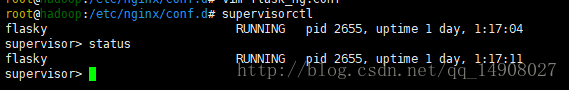 root@hadoop:/etc/nginx/conf.d# vim flask_ng.conf
root@hadoop:/etc/nginx/conf.d# supervisorctl
flasky                           RUNNING   pid 2655, uptime 1 day, 1:17:04
supervisor> status
flasky                           RUNNING   pid 2655, uptime 1 day, 1:17:11
supervisor>
http://blog.csdn.net/qq_14908027